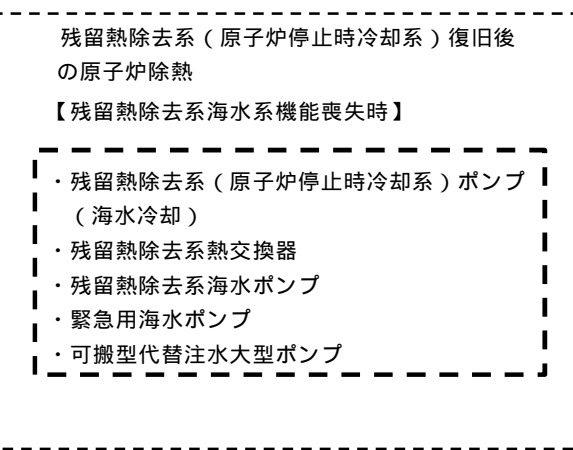 残留熱除去系（原子炉停止時冷却系）復旧後
の原子炉除熱
【残留熱除去系海水系機能喪失時】
・残留熱除去系（原子炉停止時冷却系）ポンプ
（海水冷却）
・残留熱除去系熱交換器
・残留熱除去系海水ポンプ
・緊急用海水ポンプ
・可搬型代替注水大型ポンプ